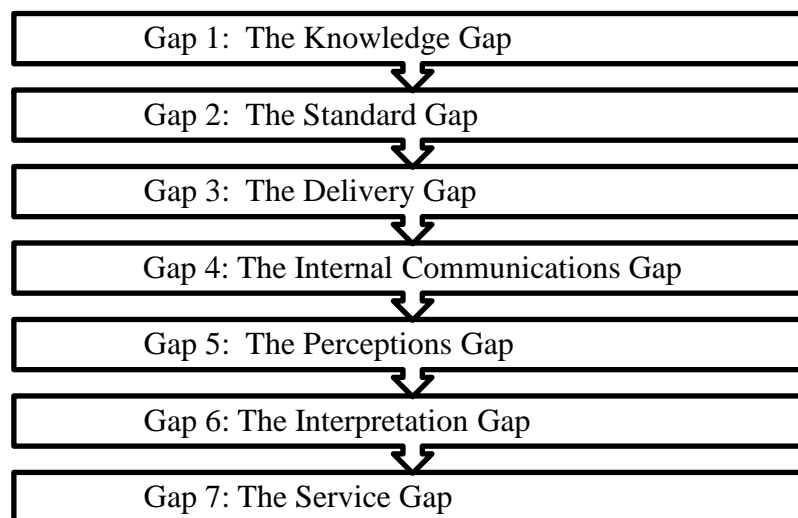 Gap 1:  The Knowledge Gap
Gap 2:  The Standard Gap
Gap 3:  The Delivery Gap
Gap 4: The Internal Communications Gap
Gap 5:  The Perceptions Gap
Gap 6: The Interpretation Gap
Gap 7: The Service Gap